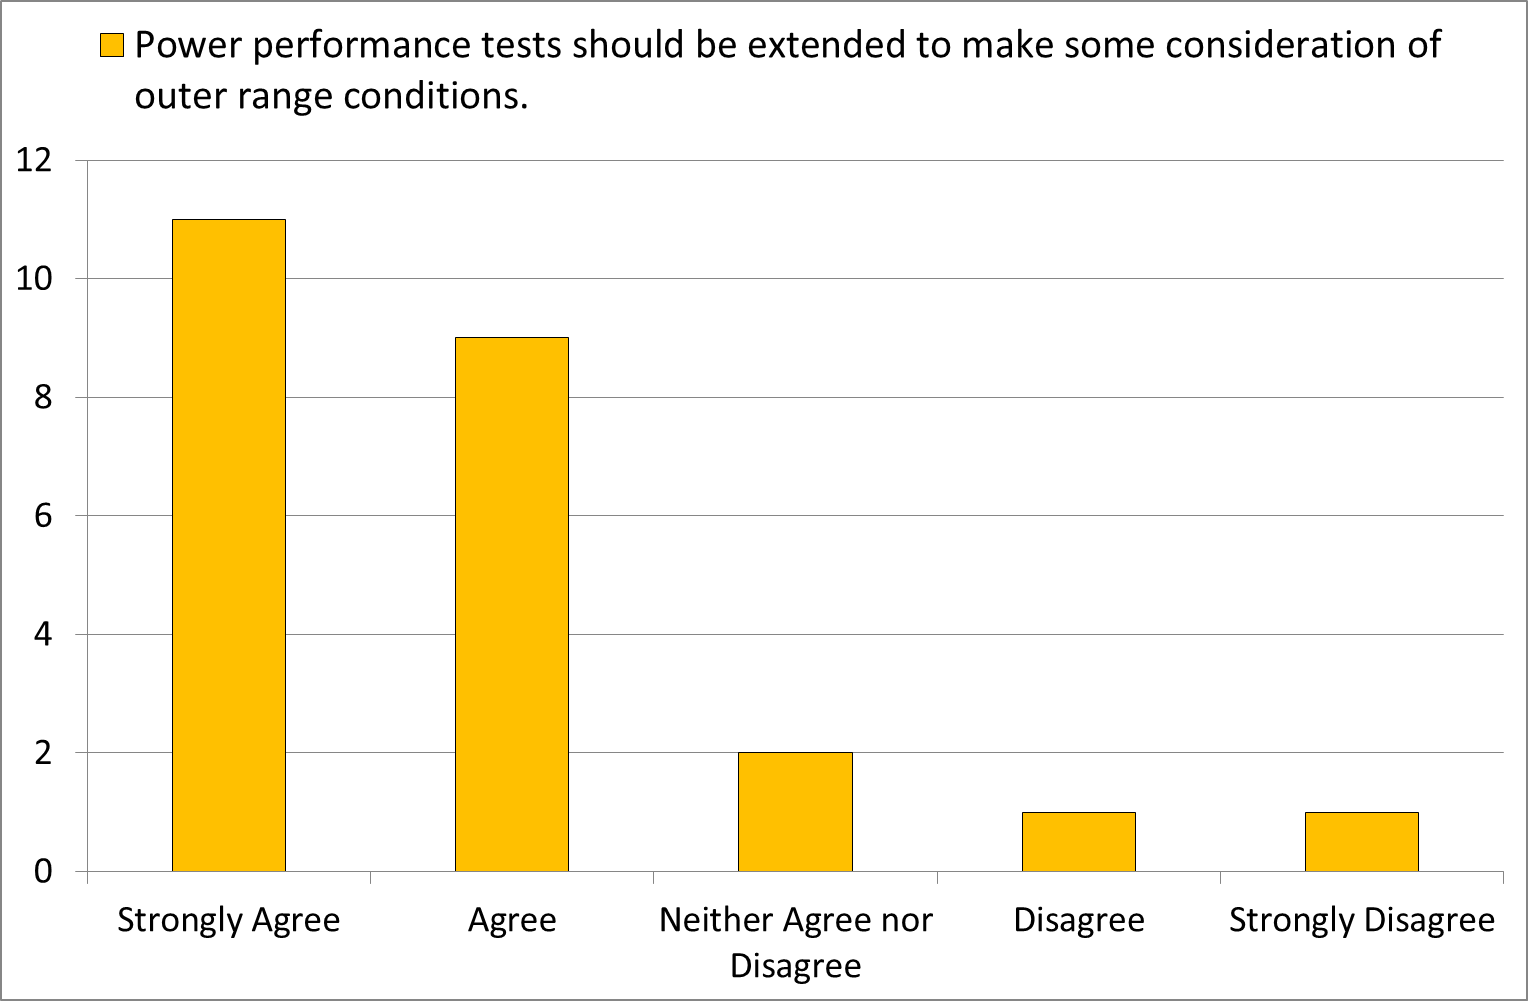 Power performance tests should be extended to make some consideration of
outer range conditions.
12
10
8
6
4
2
0
Strongly Agree
Agree
Neither Agree nor
Disagree
Disagree
Strongly Disagree